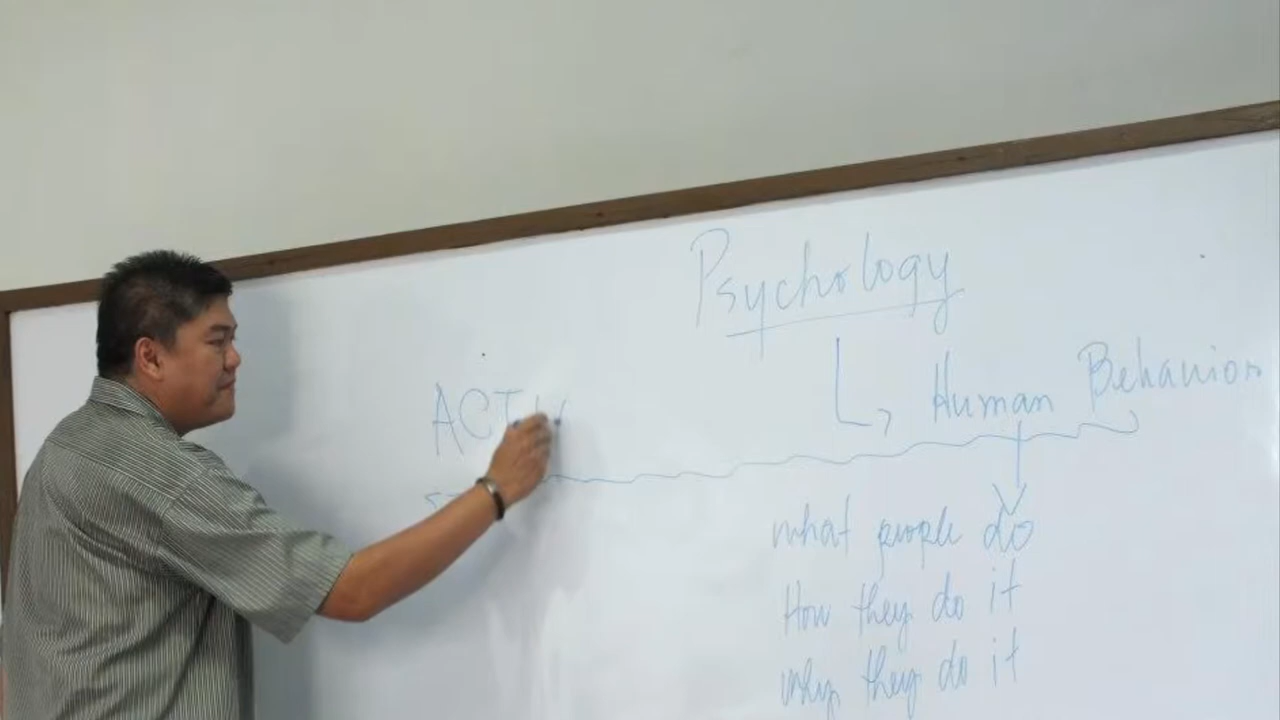 Psychology
Human Behavior
ACT
what people do
How they do it
why they do it